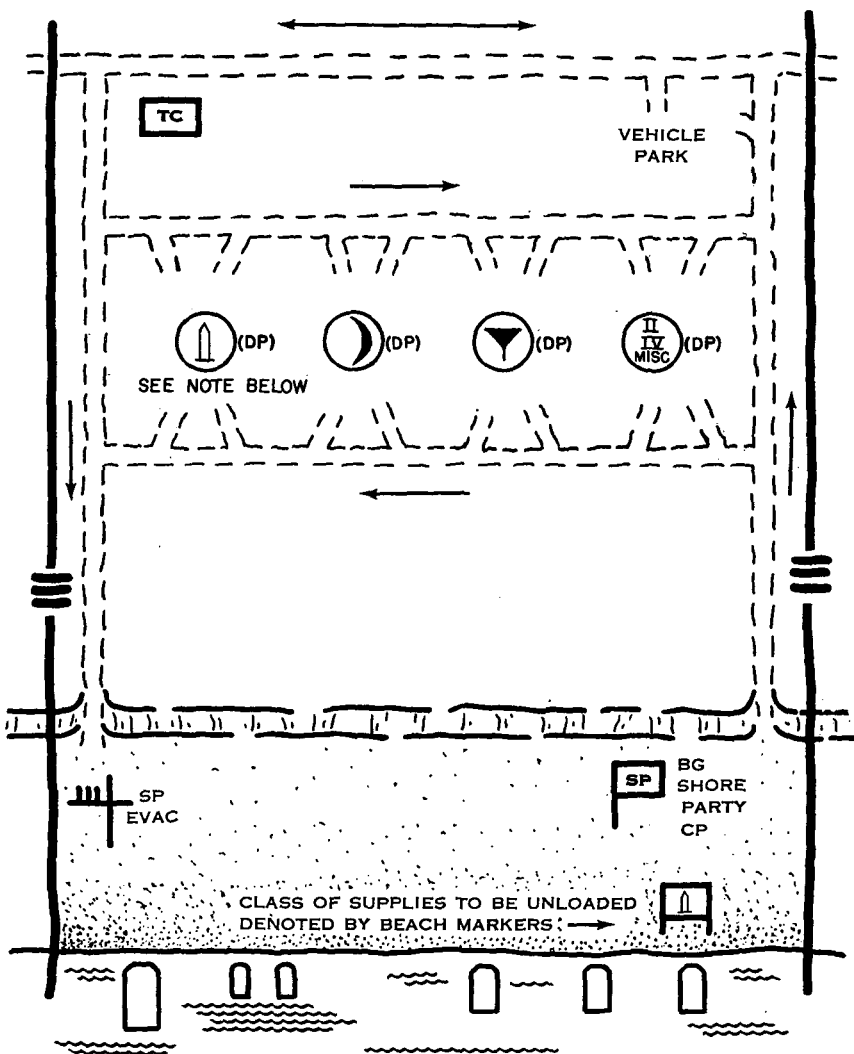 TC
VEHICLE
PARK
(DP)
(DP)
(DP)
II
IV
MISC
(DP)
SEE NOTE BELOW
SP
EVAC
SP
BG
SHORE
PARTY
CP
CLASS OF SUPPLIES TO BE UNLOADED
DENOTED BY BEACH MARKERS: